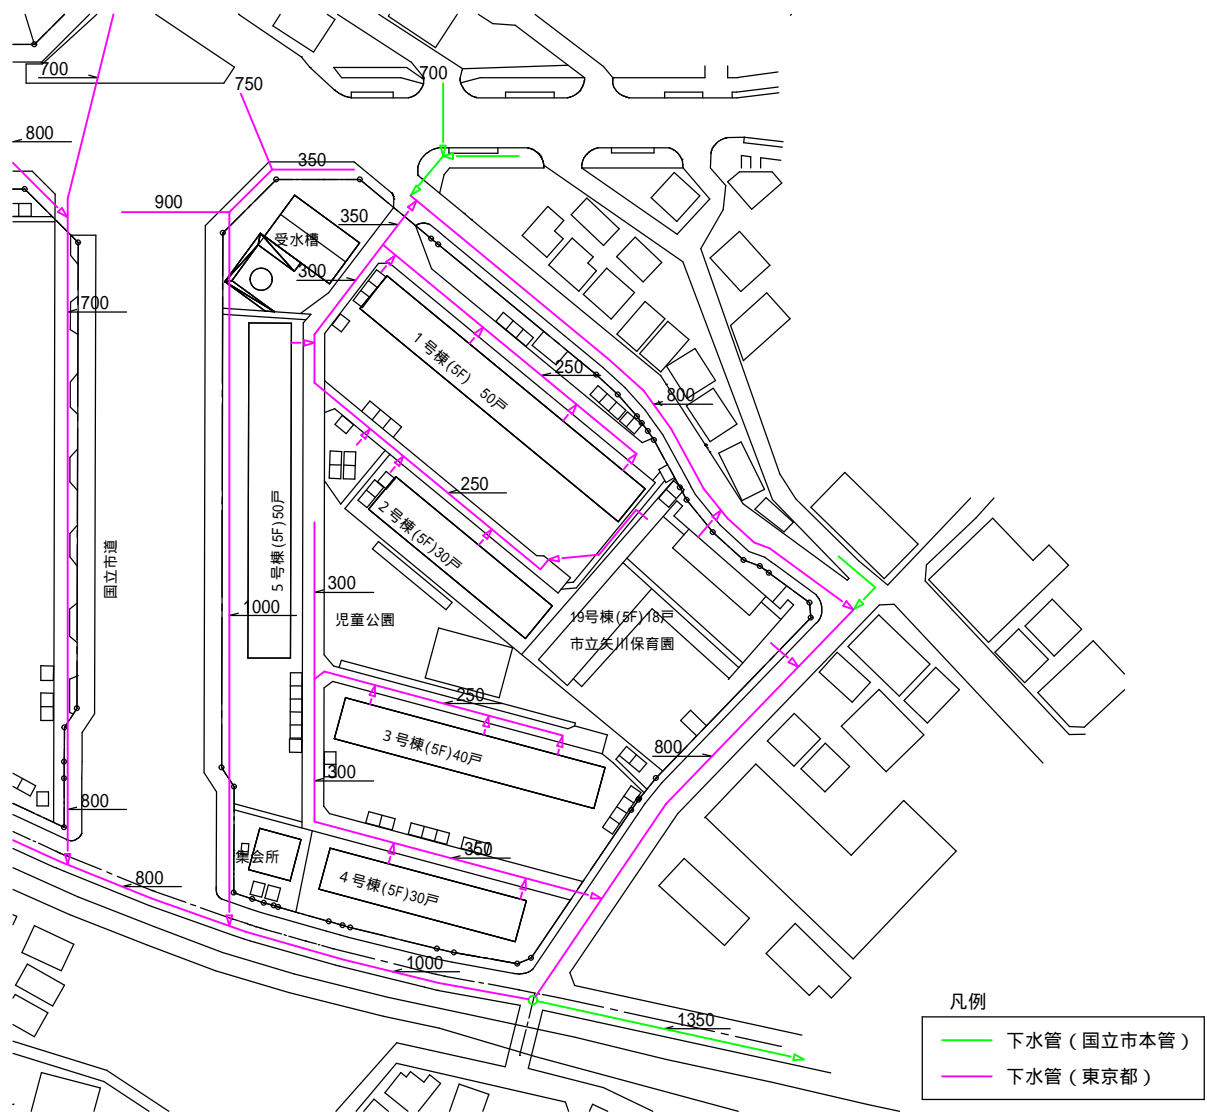 700
700
750
800
350
900
350
受水槽
300
700
1号棟(5F) 50戸
250
800
250
2号棟(5F)30戸
5号棟(5F)50戸
国立市道
300
1000
児童公園
19号棟(5F)18戸
市立矢川保育園
250
3号棟(5F)40戸
800
300
800
350
集会所
4号棟(5F)30戸
800
1000
1350
凡例
下水管（国立市本管）
下水管（東京都）